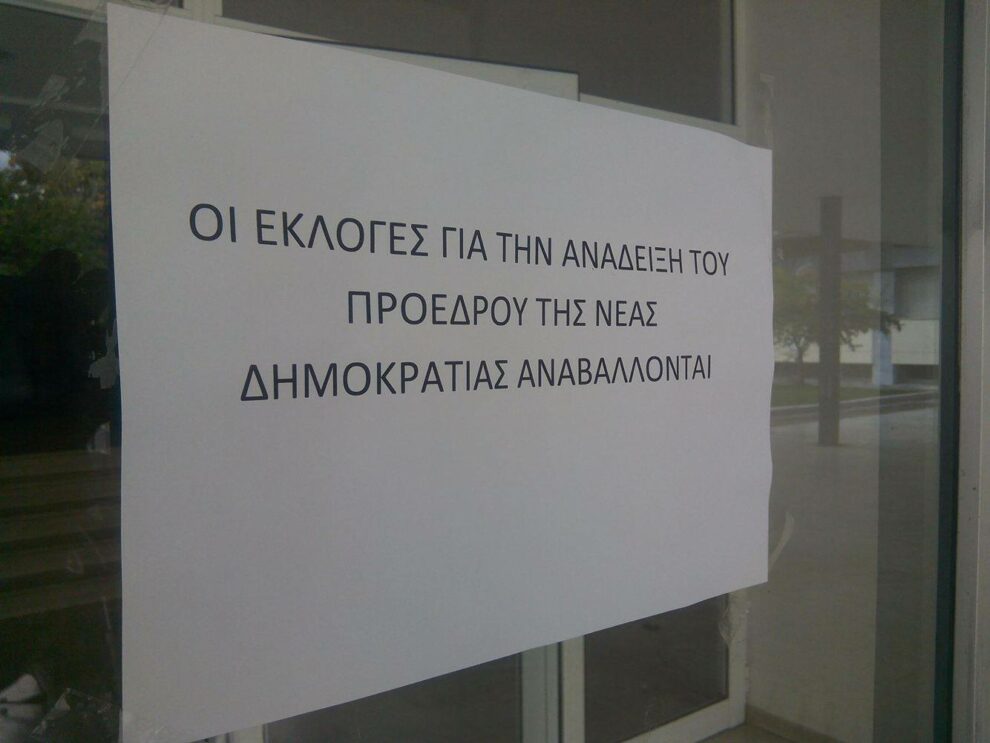 ΟΙ ΕΚΛΟΓΕΣ ΓΙΑ ΤΗΝ ΑΝΑΔΕΙΞΗ ΤΟΥ
ΠΡΟΕΔΡΟΥ ΤΗΣ ΝΕΑΣ
ΔΗΜΟΚΡΑΤΙΑΣ ΑΝΑΒΑΛΛΟΝΤΑΙ